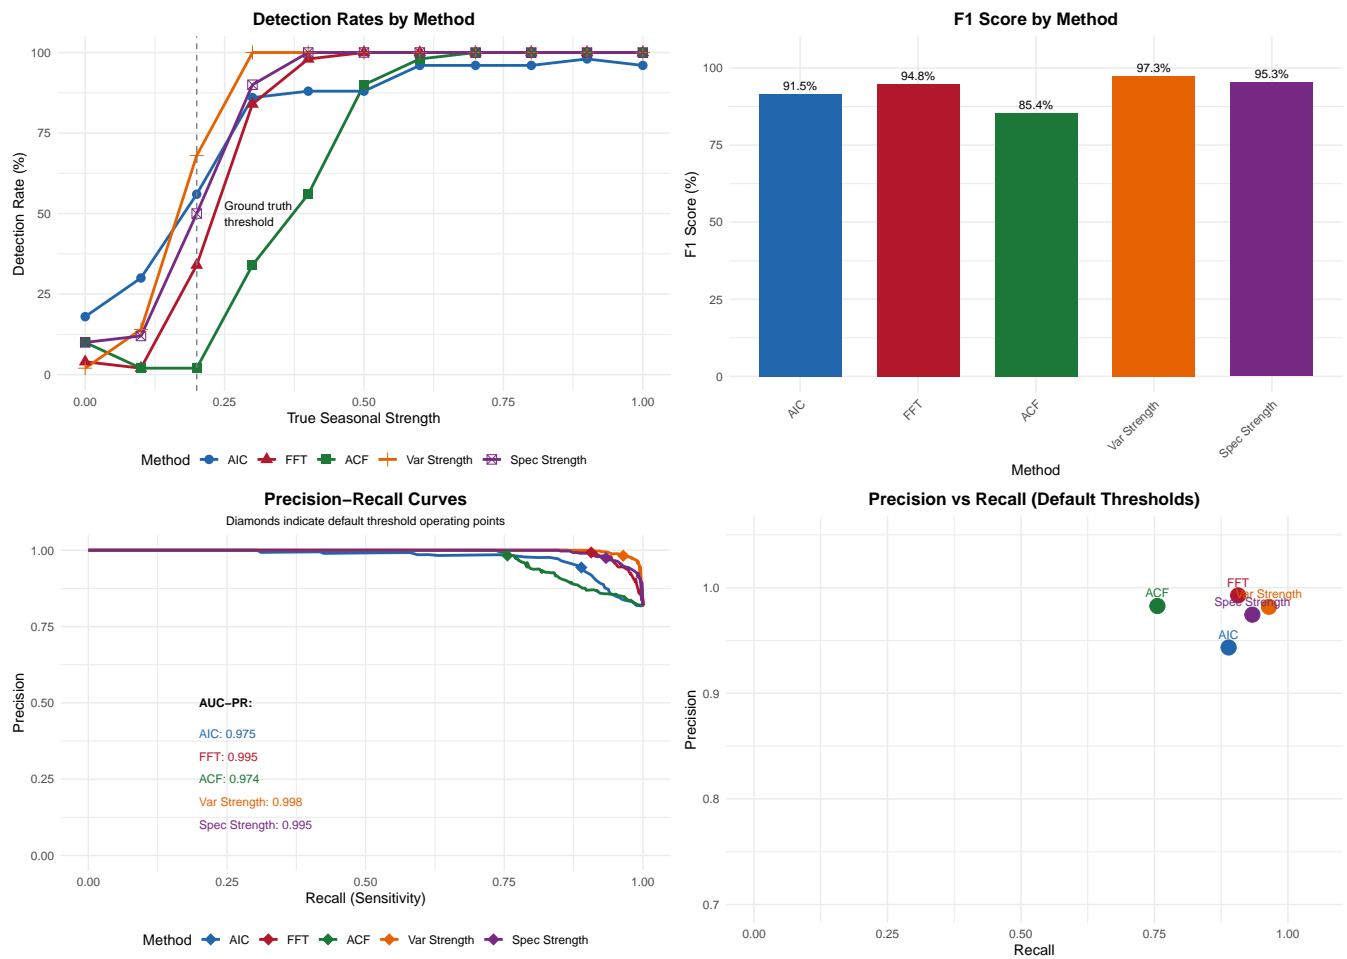 Detection Rates by Method
100
75
50
25
0
Detection Rate (%)
Ground truth
threshold
0.00 0.25 0.50 0.75 1.00
True Seasonal Strength
Method AIC FFT ACF Var Strength Spec Strength
F1 Score by Method
100
75
50
25
0
F1 Score (%)
91.5% 94.8% 85.4% 97.3% 95.3%
AIC FFT ACF Var Strength Spec Strength
Method
Precision–Recall Curves
Diamonds indicate default threshold operating points
1.00
0.75
0.50
0.25
0.00
Precision
AUC–PR:
AIC: 0.975
FFT: 0.995
ACF: 0.974
Var Strength: 0.998
Spec Strength: 0.995
0.00 0.25 0.50 0.75 1.00
Recall (Sensitivity)
Method AIC FFT ACF Var Strength Spec Strength
Precision vs Recall (Default Thresholds)
1.0
0.9
0.8
0.7
Precision
FFT
ACF
Var Strength
Spec Strength
AIC
0.00 0.25 0.50 0.75 1.00
Recall